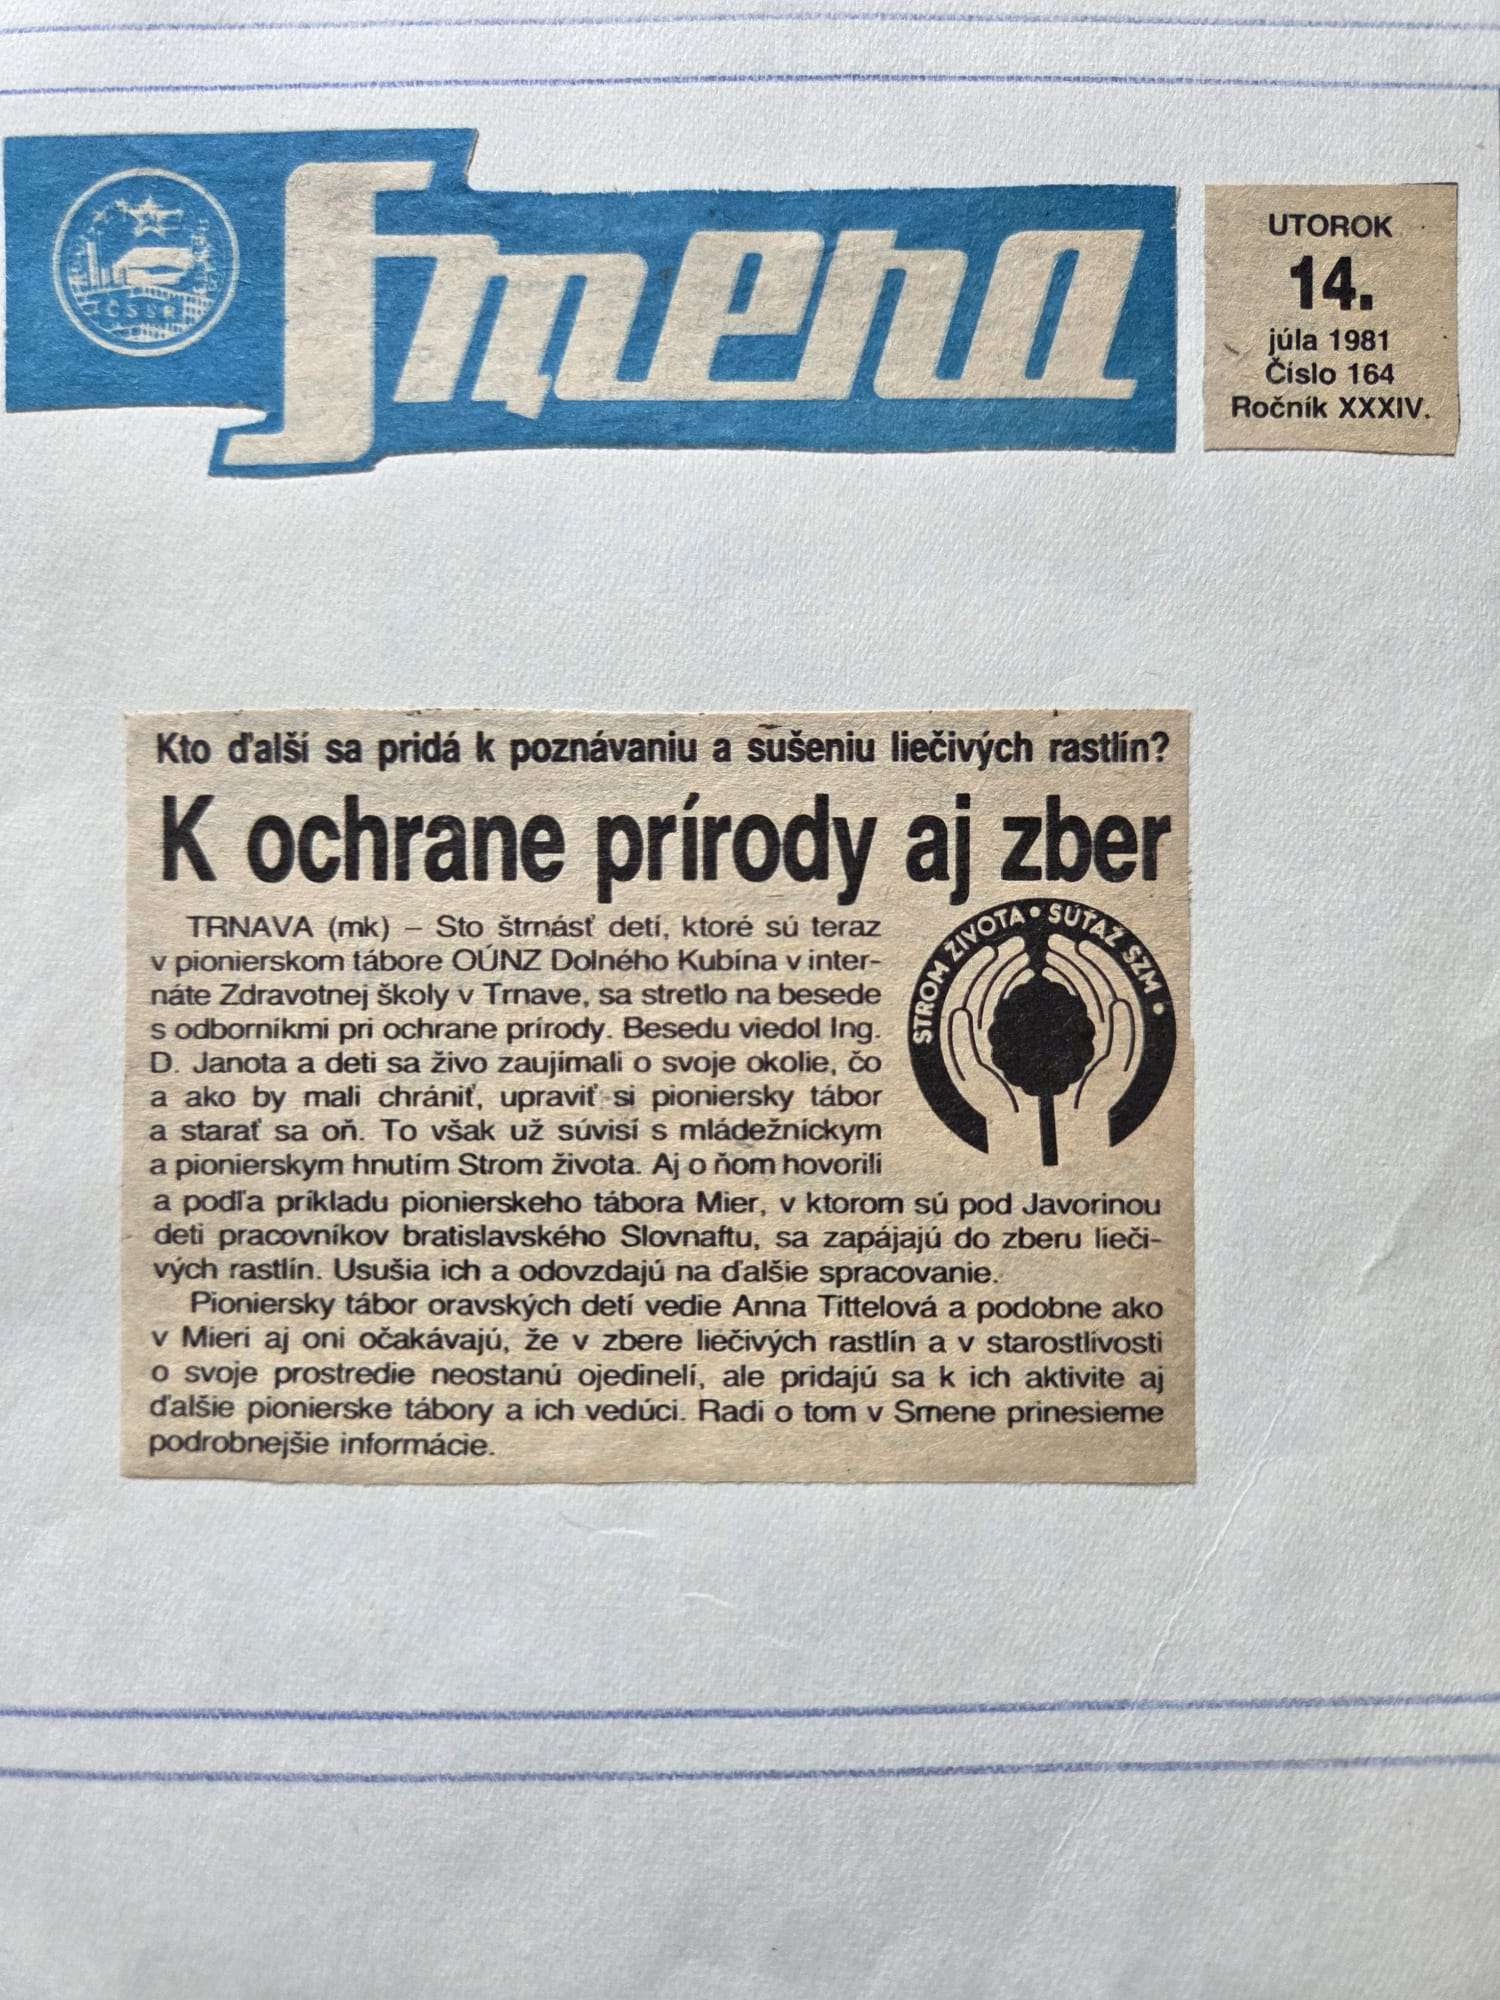 Smena
ČSSR
UTOROK
14.
júla 1981
Číslo 164
Ročník XXXIV.
Kto ďalší sa pridá k poznávaniu a sušeniu liečivých rastlín?
K ochrane prírody aj zber
TRNAVA (mk) – Sto štrnásť detí, ktoré sú teraz
v pionierskom tábore OÚNZ Dolného Kubína v inter-
náte Zdravotnej školy v Trnave, sa stretlo na besede
s odborníkmi pri ochrane prírody. Besedu viedol Ing.
D. Janota a deti sa živo zaujímali o svoje okolie, čo
a ako by mali chrániť, upraviť si pioniersky tábor
a starať sa oň. To však už súvisí s mládežníckym
a pionierskym hnutím Strom života. Aj o ňom hovorili
a podľa príkladu pionierskeho tábora Mier, v ktorom sú pod Javorinou
deti pracovníkov bratislavského Slovnaftu, sa zapájajú do zberu lieči-
vých rastlín. Usušia ich a odovzdajú na ďalšie spracovanie.
Pioniersky tábor oravských detí vedie Anna Tittelová a podobne ako
v Mieri aj oni očakávajú, že v zbere liečivých rastlín a v starostlivosti
o svoje prostredie neostanú ojedinelí, ale pridajú sa k ich aktivite aj
ďalšie pionierske tábory a ich vedúci. Radi o tom v Smene prinesieme
podrobnejšie informácie.
STROM ŽIVOTA • SÚŤAŽ SZM •